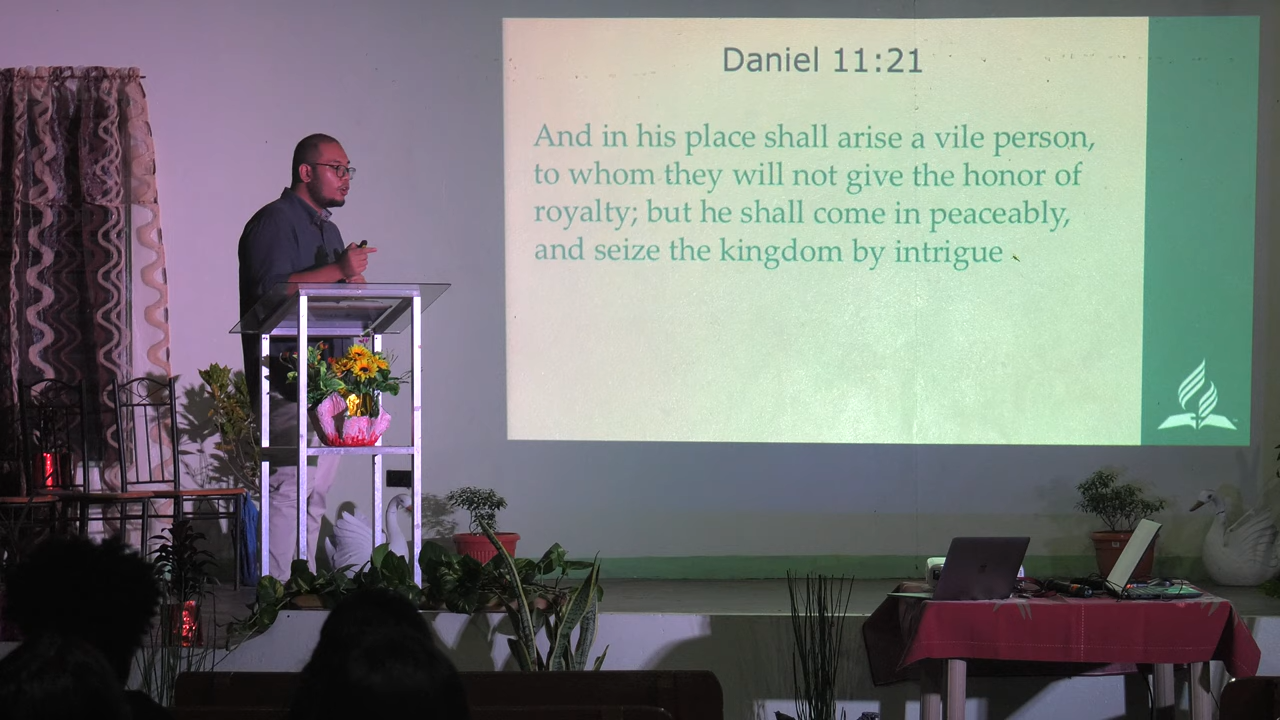 Daniel 11:21
And in his place shall arise a vile person,
to whom they will not give the honor of
royalty; but he shall come in peaceably,
and seize the kingdom by intrigue